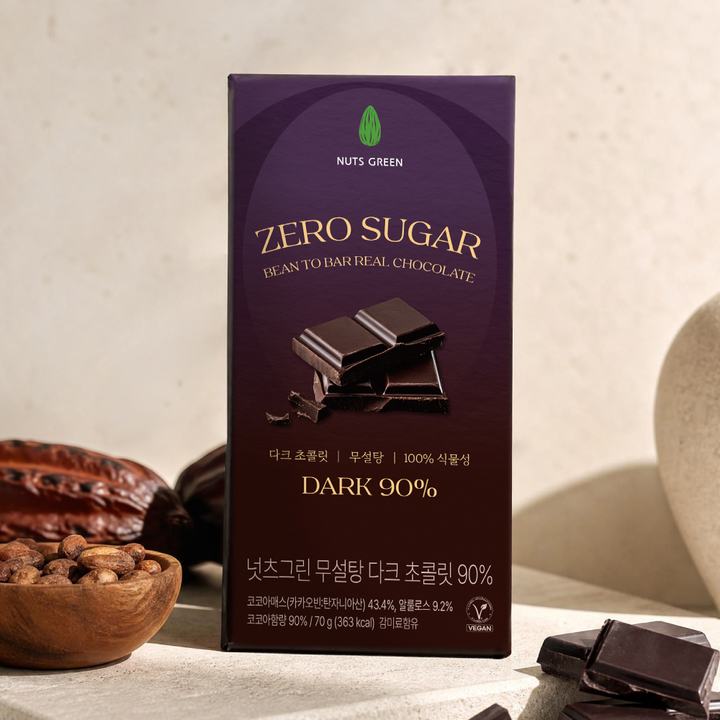 NUTS GREEN
ZERO SUGAR
BEAN TO BAR REAL CHOCOLATE
다크 초콜릿 | 무설탕 | 100% 식물성
DARK 90%
넛츠그린 무설탕 다크 초콜릿 90%
코코아매스(카카오빈:탄자니아산) 43.4%, 알룰로스 9.2%
코코아함량 90% / 70 g (363 kcal) 감미료함유
VEGAN